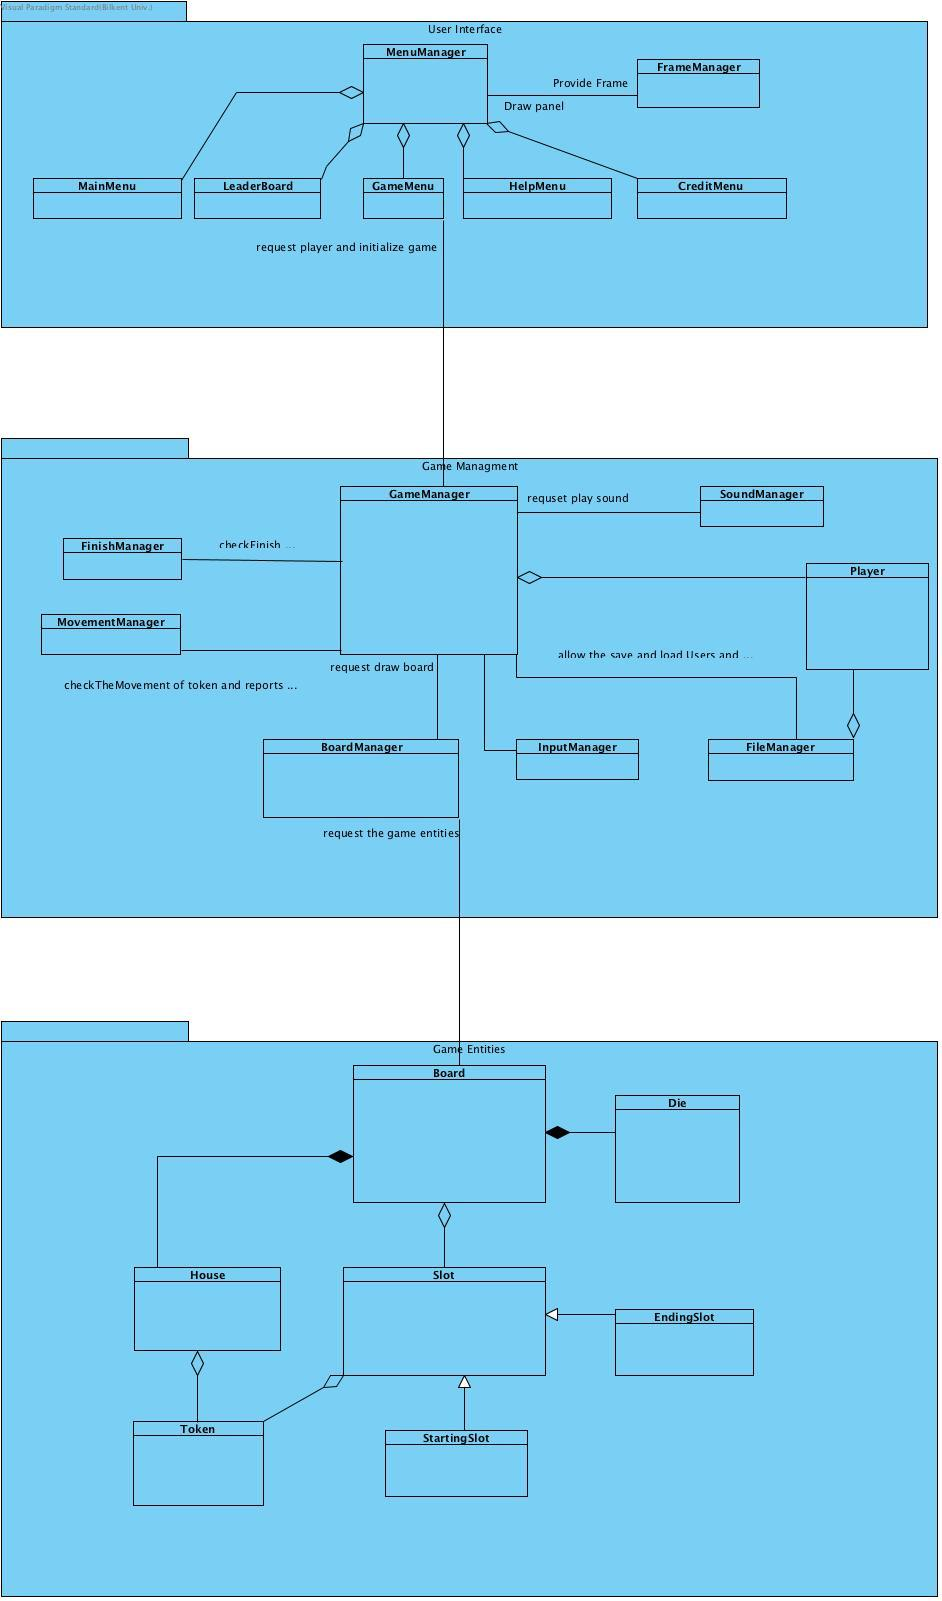 Visual Paradigm Standard(Bilkent Univ.)
User Interface
MenuManager
FrameManager
Provide Frame
Draw panel
MainMenu
LeaderBoard
GameMenu
HelpMenu
CreditMenu
request player and initialize game
Game Managment
GameManager
requset play sound
SoundManager
FinishManager
checkFinish ...
Player
MovementManager
request draw board
allow the save and load Users and ...
checkTheMovement of token and reports ...
BoardManager
InputManager
FileManager
request the game entities
Game Entities
Board
Die
House
Slot
EndingSlot
Token
StartingSlot